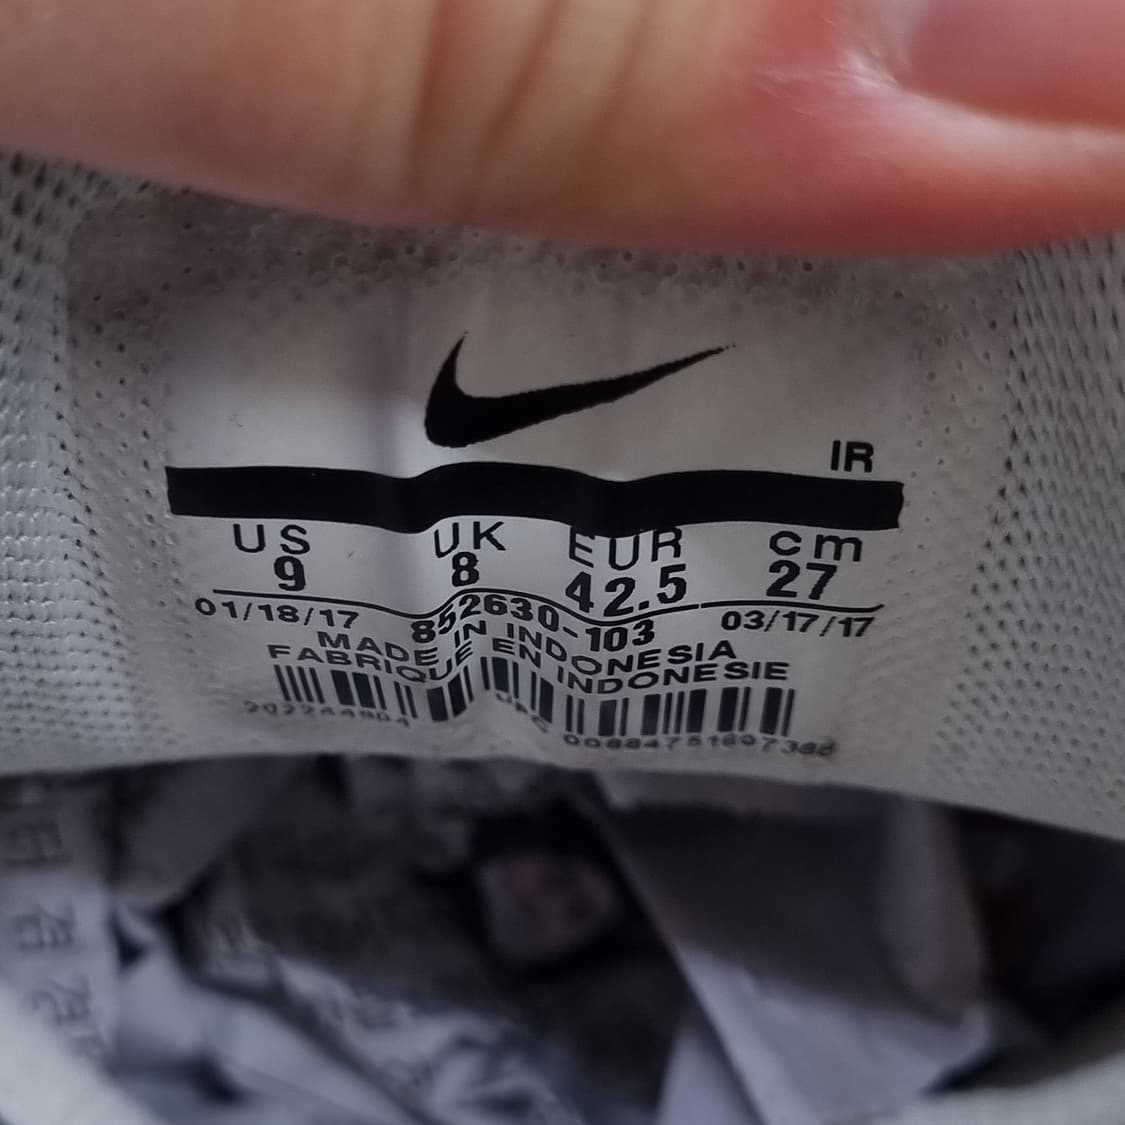 IR
US UK EUR cm
9 8 42.5 27
01/18/17 852630-103 03/17/17
MADE IN INDONESIA
FABRIQUE EN INDONESIE